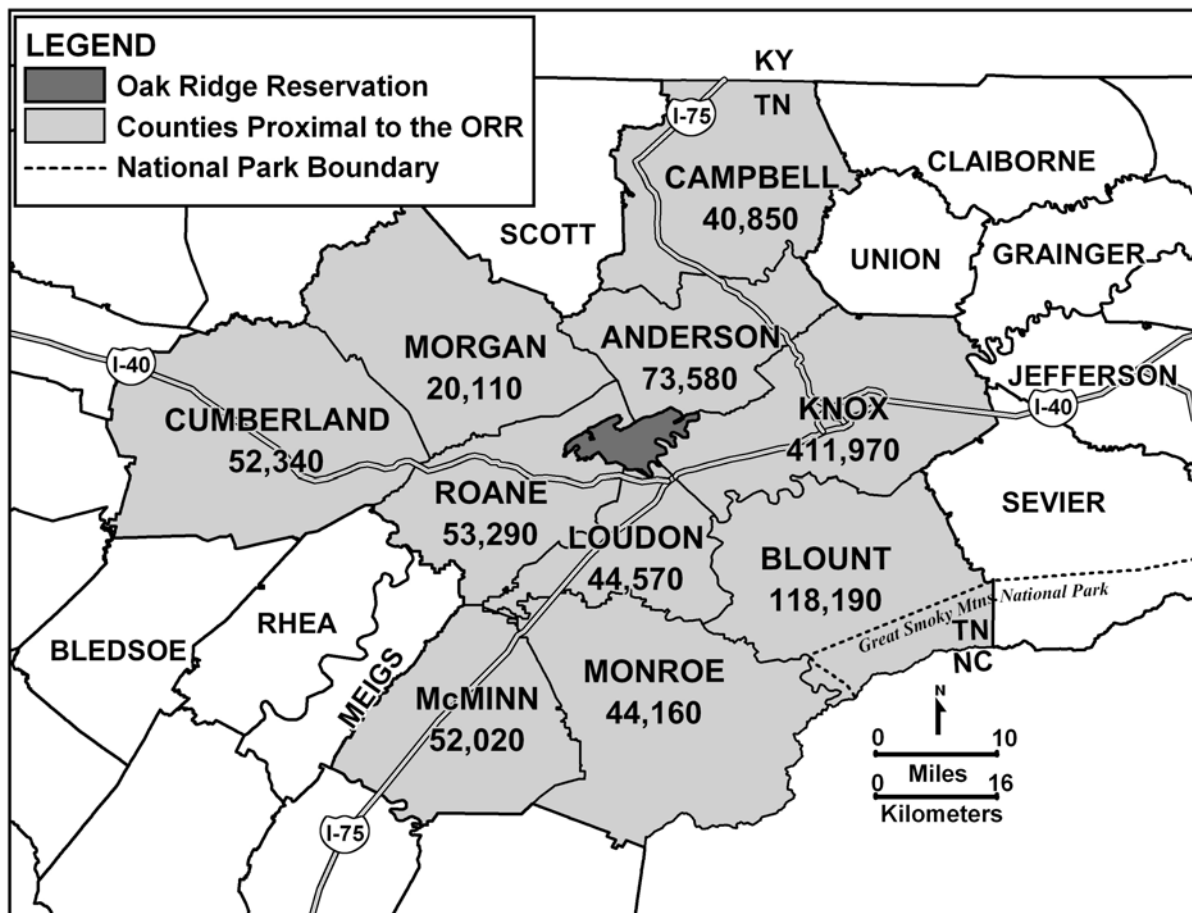 LEGEND
Oak Ridge Reservation
Counties Proximal to the ORR
National Park Boundary
KY
TN
I-75
CAMPBELL
40,850
CLAIBORNE
SCOTT
UNION
GRAINGER
MORGAN
20,110
ANDERSON
73,580
I-40
JEFFERSON
I-40
CUMBERLAND
52,340
KNOX
411,970
ROANE
53,290
SEVIER
LOUDON
44,570
BLOUNT
118,190
Great Smoky Mtns National Park
TN
NC
RHEA
BLEDSOE
MEIGS
MONROE
44,160
McMINN
52,020
N
0 10
Miles
0 16
Kilometers
I-75